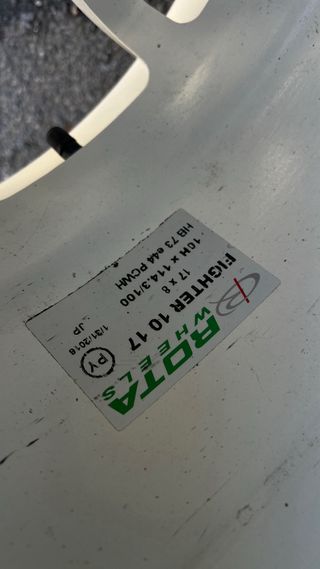 ROTA
WHEELS
FIGHTER 10 17
17 x 8
10H x 114.3/100
HB 73 e44 PCWH
PY
1/31/2018
JP